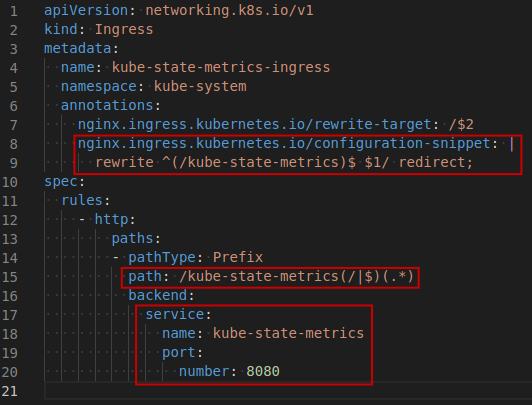 1 apiVersion: networking.k8s.io/v1
2 kind: Ingress
3 metadata:
4   name: kube-state-metrics-ingress
5   namespace: kube-system
6   annotations:
7     nginx.ingress.kubernetes.io/rewrite-target: /$2
8     nginx.ingress.kubernetes.io/configuration-snippet: |
9       rewrite ^(/kube-state-metrics)$ $1/ redirect;
10 spec:
11   rules:
12     - http:
13         paths:
14         - pathType: Prefix
15           path: /kube-state-metrics(/|$)(.*)
16           backend:
17             service:
18               name: kube-state-metrics
19               port:
20                 number: 8080
21